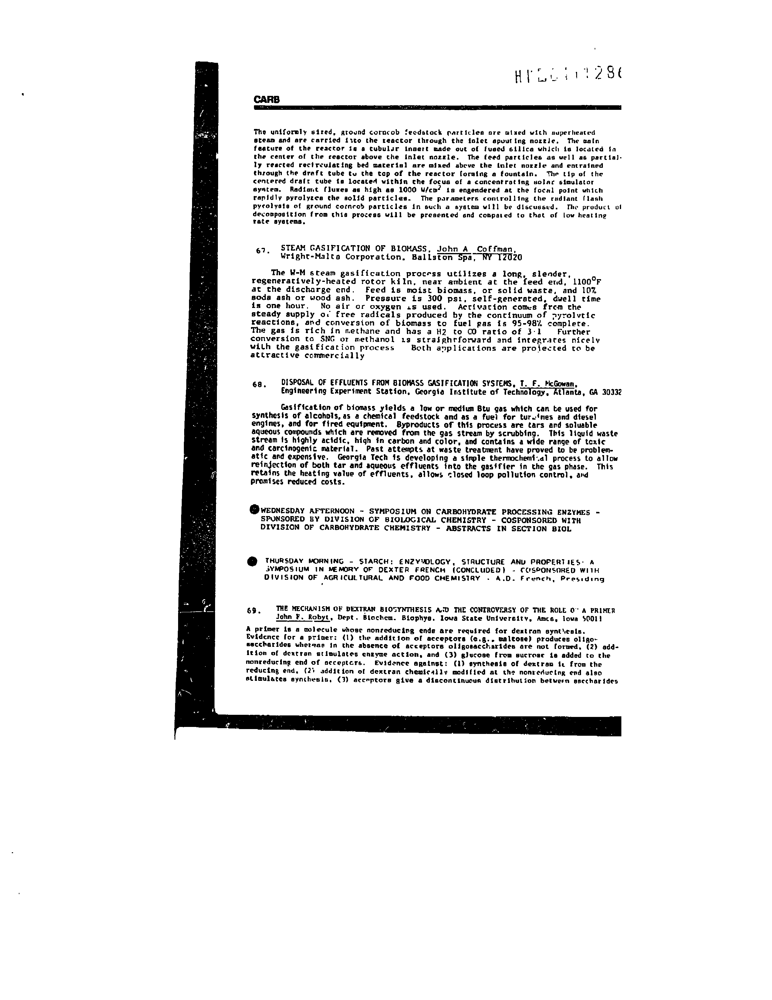 CARB
The uniformly sized, ground corncob feedstock particles are mixed with superheated
steam and are carried into the reactor through the inlet spouting nozzle. The main
feature of the reactor is a tubular insert made out of fused silica which is located in
the center of the reactor above the inlet nozzle. The feed particles as well as partial-
ly reacted recirculating bed material are mixed above the inlet nozzle and entrained
through the draft tube to the top of the reactor forming a fountain. The tip of the
centered draft tube is located within the focus of a concentrating solar simulator
system. Radiant fluxes as high as 1000 W/cm² is engendered at the focal point which
rapidly pyrolyzes the solid particles. The parameters controlling the radiant flash
pyrolysis of ground corncob particles in such a system will be discussed. The product of
decomposition from this process will be presented and compared to that of low heating
rate systems.
67. STEAM GASIFICATION OF BIOMASS, John A. Coffman,
Wright-Malta Corporation, Ballston Spa, NY 12020
The W-M steam gasification process utilizes a long, slender,
regeneratively-heated rotor kiln, near ambient at the feed end, 1100°F
at the discharge end. Feed is moist biomass, or solid waste, and 10%
soda ash or wood ash. Pressure is 300 psi, self-generated, dwell time
is one hour. No air or oxygen is used. Activation comes from the
steady supply of free radicals produced by the continuum of pyrolytic
reactions, and conversion of biomass to fuel gas is 95-98% complete.
The gas is rich in methane and has a H2 to CO ratio of 3:1 Further
conversion to SNG or methanol is straightforward and integrates nicely
with the gasification process Both applications are projected to be
attractive commercially
68. DISPOSAL OF EFFLUENTS FROM BIOMASS GASIFICATION SYSTEMS, T. F. McGowan,
Engineering Experiment Station, Georgia Institute of Technology, Atlanta, GA 30332
Gasification of biomass yields a low or medium Btu gas which can be used for
synthesis of alcohols, as a chemical feedstock and as a fuel for turbines and diesel
engines, and for fired equipment. Byproducts of this process are tars and soluable
aqueous compounds which are removed from the gas stream by scrubbing. This liquid waste
stream is highly acidic, high in carbon and color, and contains a wide range of toxic
and carcinogenic material. Past attempts at waste treatment have proved to be problem-
atic and expensive. Georgia Tech is developing a simple thermochemical process to allow
reinjection of both tar and aqueous effluents into the gasifier in the gas phase. This
retains the heating value of effluents, allows closed loop pollution control, and
promises reduced costs.
WEDNESDAY AFTERNOON - SYMPOSIUM ON CARBOHYDRATE PROCESSING ENZYMES -
SPONSORED BY DIVISION OF BIOLOGICAL CHEMISTRY - COSPONSORED WITH
DIVISION OF CARBOHYDRATE CHEMISTRY - ABSTRACTS IN SECTION BIOL
THURSDAY MORNING - STARCH: ENZYMOLOGY, STRUCTURE AND PROPERTIES- A
SYMPOSIUM IN MEMORY OF DEXTER FRENCH (CONCLUDED) - COSPONSORED WITH
DIVISION OF AGRICULTURAL AND FOOD CHEMISTRY - A.D. French, Presiding
69. THE MECHANISM OF DEXTRAN BIOSYNTHESIS AND THE CONTROVERSY OF THE ROLE OF A PRIMER
John F. Robyt, Dept. Biochem. Biophys. Iowa State University, Ames, Iowa 50011
A primer is a molecule whose nonreducing ends are required for dextran synthesis.
Evidence for a primer: (1) the addition of acceptors (e.g., maltose) produces oligo-
saccharides whereas in the absence of acceptors oligosaccharides are not formed, (2) add-
ition of dextran stimulates enzyme action, and (3) glucose from sucrose is added to the
nonreducing end of acceptors. Evidence against: (1) synthesis of dextran is from the
reducing end, (2) addition of dextran chemically modified at the nonreducing end also
stimulates synthesis, (3) acceptors give a discontinuous distribution between saccharides